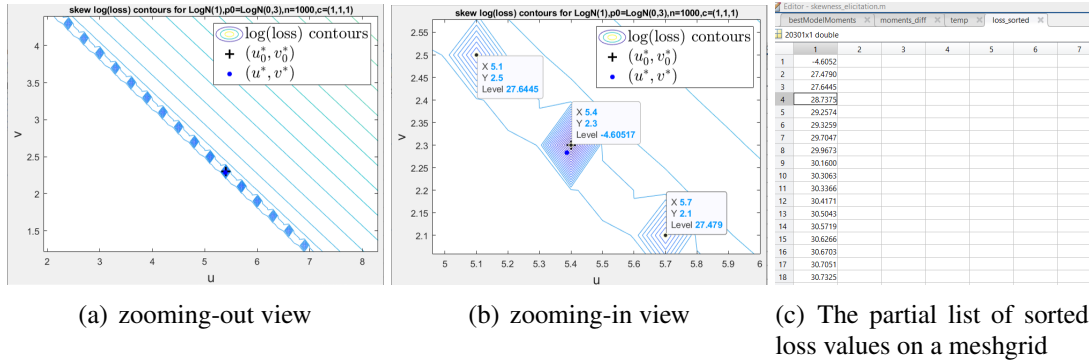 skew log(loss) contours for LogN(1),p0=LogN(0,3),n=1000,c=(1,1,1)
log(loss) contours
(u₀*, v₀*)
(u*, v*)
4
3.5
3
2.5
2
1.5
v
2 3 4 5 6 7 8
u
skew log(loss) contours for LogN(1),p0=LogN(0,3),n=1000,c=(1,1,1)
log(loss) contours
(u₀*, v₀*)
(u*, v*)
2.55
2.5
2.45
2.4
2.35
2.3
2.25
2.2
2.15
2.1
v
X 5.1
Y 2.5
Level 27.6445
X 5.4
Y 2.3
Level -4.60517
X 5.7
Y 2.1
Level 27.479
5 5.1 5.2 5.3 5.4 5.5 5.6 5.7 5.8 5.9 6
u
Editor - skewness_elicitation.m
bestModelMoments moments_diff temp loss_sorted
20301x1 double
1 2 3 4 5 6 7
1 -4.6052
2 27.4790
3 27.6445
4 28.7375
5 29.2574
6 29.3259
7 29.7047
8 29.9673
9 30.1600
10 30.3063
11 30.3366
12 30.4171
13 30.5043
14 30.5719
15 30.6266
16 30.6703
17 30.7051
18 30.7325
(a) zooming-out view
(b) zooming-in view
(c) The partial list of sorted
loss values on a meshgrid